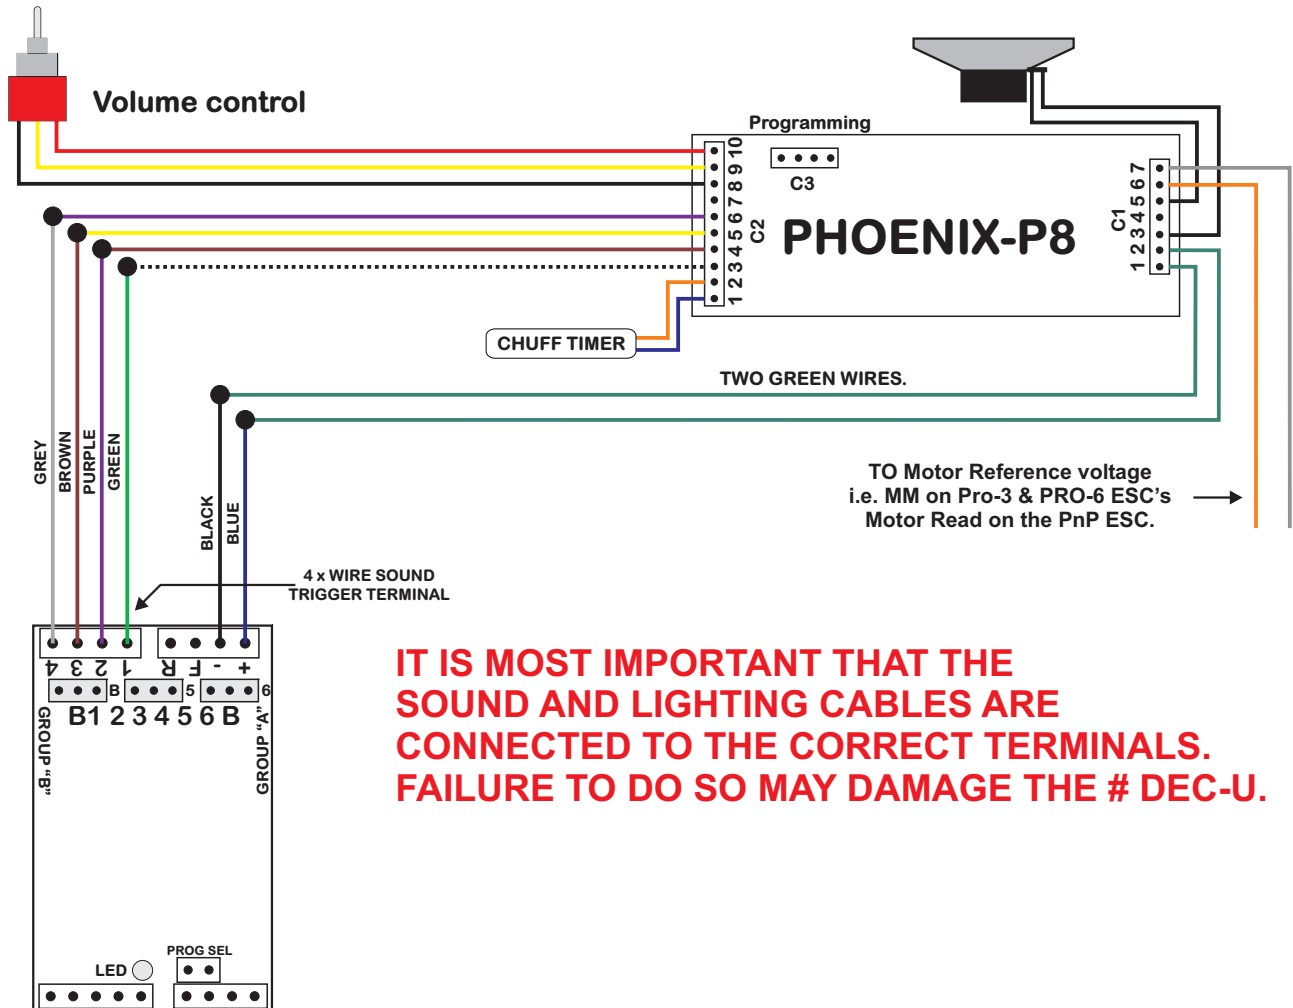 Volume control
Programming
C3
10
9
8
7
6
5
4
3
2
1
C2
PHOENIX-P8
C1
7
6
5
4
3
2
1
CHUFF TIMER
TWO GREEN WIRES.
GREY
BROWN
PURPLE
GREEN
BLACK
BLUE
TO Motor Reference voltage
i.e. MM on Pro-3 & PRO-6 ESC's
Motor Read on the PnP ESC.
4 x WIRE SOUND
TRIGGER TERMINAL
4 3 2 1 R F - +
B 5 6
B1 2 3 4 5 6 B
GROUP "B"
GROUP "A"
IT IS MOST IMPORTANT THAT THE
SOUND AND LIGHTING CABLES ARE
CONNECTED TO THE CORRECT TERMINALS.
FAILURE TO DO SO MAY DAMAGE THE # DEC-U.
PROG SEL
LED